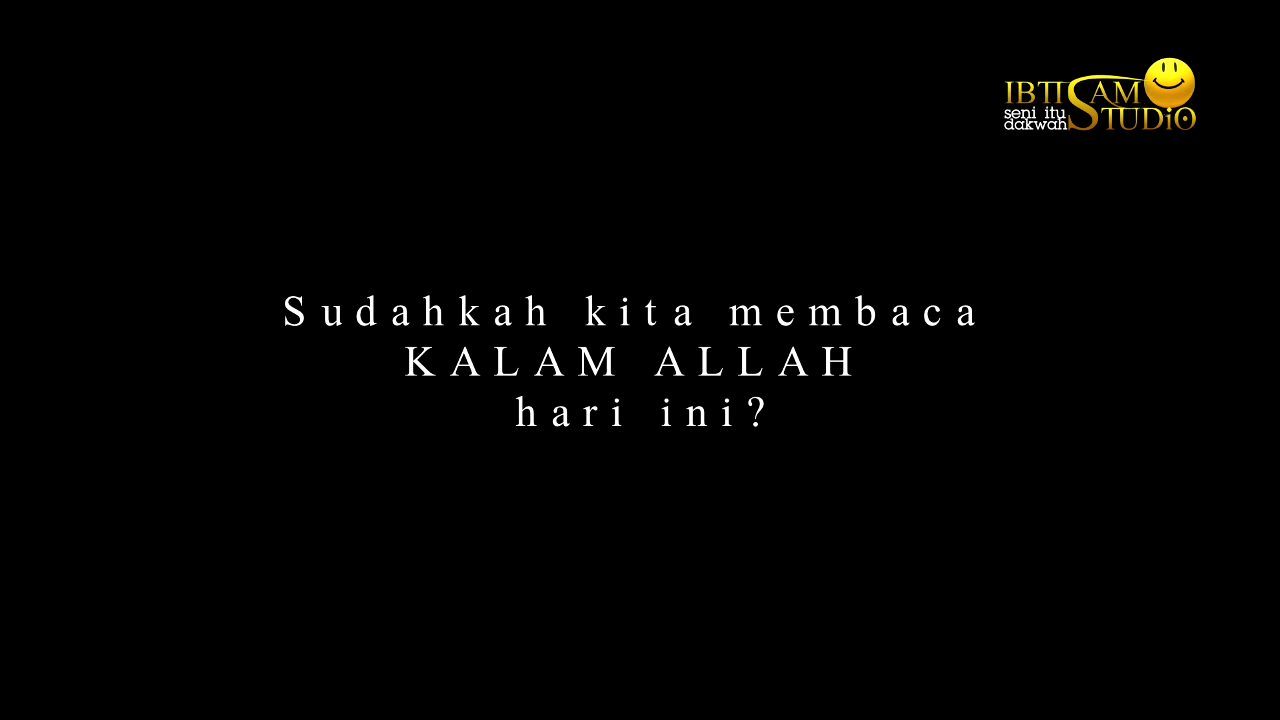 IBTISAM
seni itu
dakwah
STUDiO
Sudahkah kita membaca
KALAM ALLAH
hari ini?